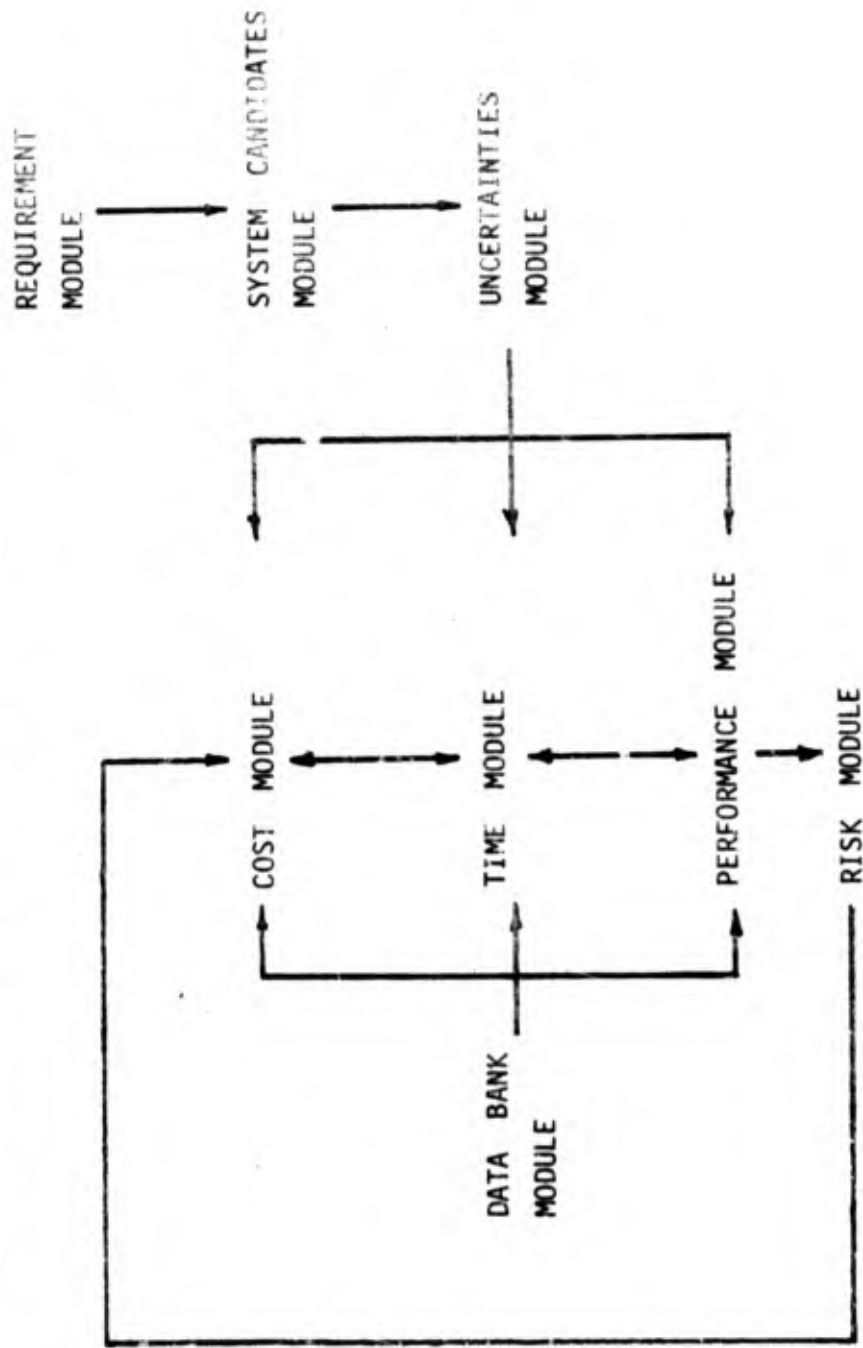 REQUIREMENT
MODULE
COST MODULE
SYSTEM CANDIDATES
MODULE
DATA BANK
MODULE
TIME MODULE
UNCERTAINTIES
MODULE
PERFORMANCE MODULE
RISK MODULE